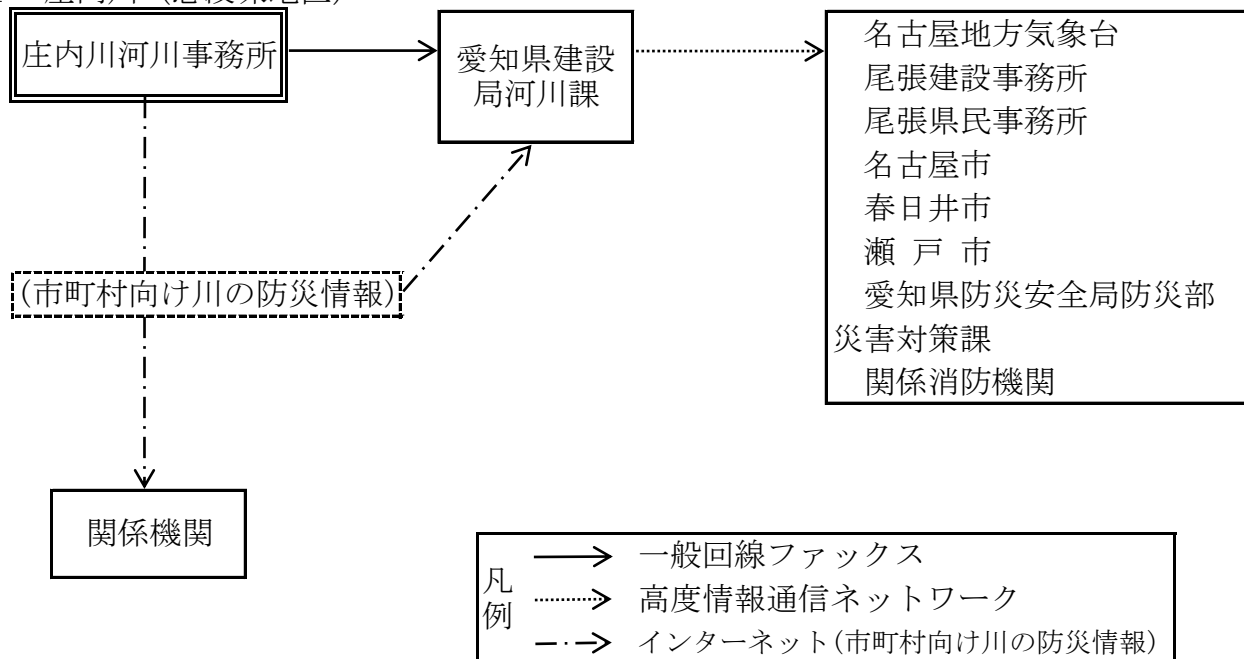 庄内川河川事務所
愛知県建設
局河川課
名古屋地方気象台
尾張建設事務所
尾張県民事務所
名古屋市
春日井市
瀬 戸 市
愛知県防災安全局防災部
災害対策課
関係消防機関
(市町村向け川の防災情報)
関係機関
凡例
一般回線ファックス
高度情報通信ネットワーク
インターネット(市町村向け川の防災情報)